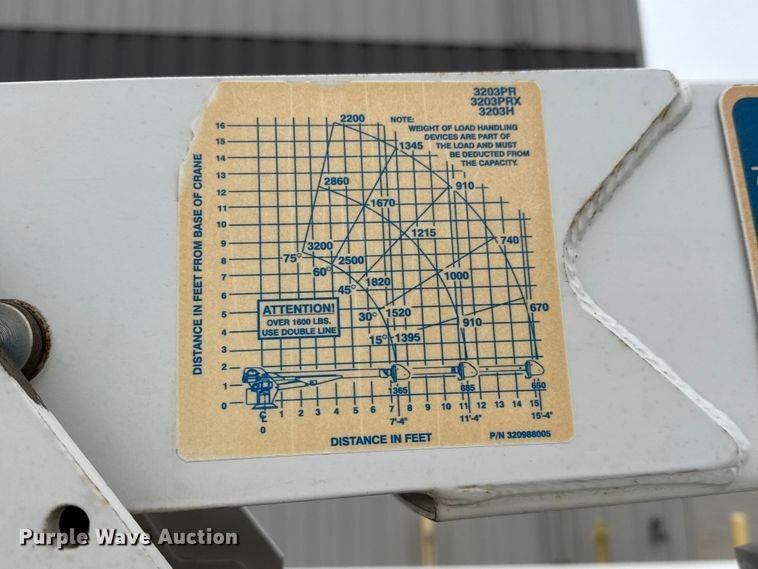 3203PR
3203PRX
3203H
NOTE:
WEIGHT OF LOAD HANDLING
DEVICES ARE PART OF
THE LOAD AND MUST
BE DEDUCTED FROM
THE CAPACITY.
DISTANCE IN FEET FROM BASE OF CRANE
16
15
14
13
12
11
10
9
8
7
6
5
4
3
2
1
0
2200
1345
2860
910
1670
1215
740
3200
75°
2500
60°
1820
45°
1000
1520
30°
670
910
15°
1395
ATTENTION!
OVER 1600 LBS.
USE DOUBLE LINE
885
650
0 1 2 3 4 5 6 7 8 9 10 11 12 13 14 15
7'-4" 11'-4" 15'-4"
DISTANCE IN FEET
P/N 320988005
Purple Wave Auction